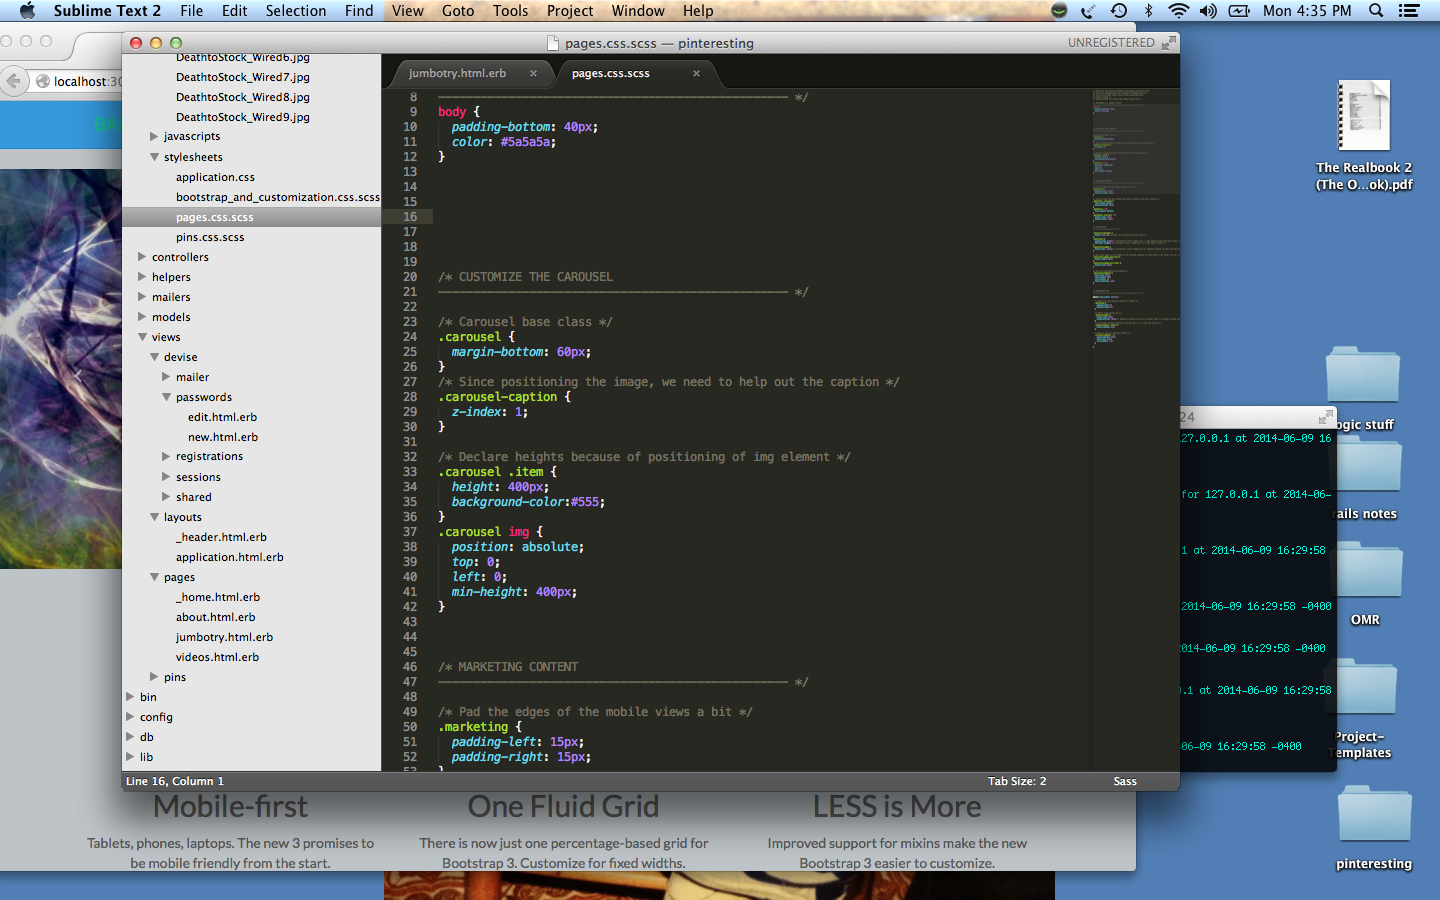 Sublime Text 2 File Edit Selection Find View Goto Tools Project Window Help Mon 4:35 PM
pages.css.scss — pinteresting
UNREGISTERED
localhost:30
jumbotry.html.erb × pages.css.scss ×
DeathtoStock_Wired6.jpg
DeathtoStock_Wired7.jpg
DeathtoStock_Wired8.jpg
DeathtoStock_Wired9.jpg
javascripts
stylesheets
application.css
bootstrap_and_customization.css.scss
pages.css.scss
pins.css.scss
controllers
helpers
mailers
models
views
devise
mailer
passwords
edit.html.erb
new.html.erb
registrations
sessions
shared
layouts
_header.html.erb
application.html.erb
pages
_home.html.erb
about.html.erb
jumbotry.html.erb
videos.html.erb
pins
bin
config
db
lib
8 -------------------------------------------------- */
9 body {
10 padding-bottom: 40px;
11 color: #5a5a5a;
12 }
13
14
15
16
17
18
19
20 /* CUSTOMIZE THE CAROUSEL
21 -------------------------------------------------- */
22
23 /* Carousel base class */
24 .carousel {
25 margin-bottom: 60px;
26 }
27 /* Since positioning the image, we need to help out the caption */
28 .carousel-caption {
29 z-index: 1;
30 }
31
32 /* Declare heights because of positioning of img element */
33 .carousel .item {
34 height: 400px;
35 background-color:#555;
36 }
37 .carousel img {
38 position: absolute;
39 top: 0;
40 left: 0;
41 min-height: 400px;
42 }
43
44
45
46 /* MARKETING CONTENT
47 -------------------------------------------------- */
48
49 /* Pad the edges of the mobile views a bit */
50 .marketing {
51 padding-left: 15px;
52 padding-right: 15px;
53 }
Line 16, Column 1 Tab Size: 2 Sass
The Realbook 2
(The O...ok).pdf
ogic stuff
rails notes
OMR
Project-
Templates
pinteresting
24
27.0.0.1 at 2014-06-09 16
for 127.0.0.1 at 2014-06-
1 at 2014-06-09 16:29:58
2014-06-09 16:29:58 -0400
014-06-09 16:29:58 -0400
.1 at 2014-06-09 16:29:58
-06-09 16:29:58 -0400
BA
Mobile-first
Tablets, phones, laptops. The new 3 promises to
be mobile friendly from the start.
One Fluid Grid
There is now just one percentage-based grid for
Bootstrap 3. Customize for fixed widths.
LESS is More
Improved support for mixins make the new
Bootstrap 3 easier to customize.